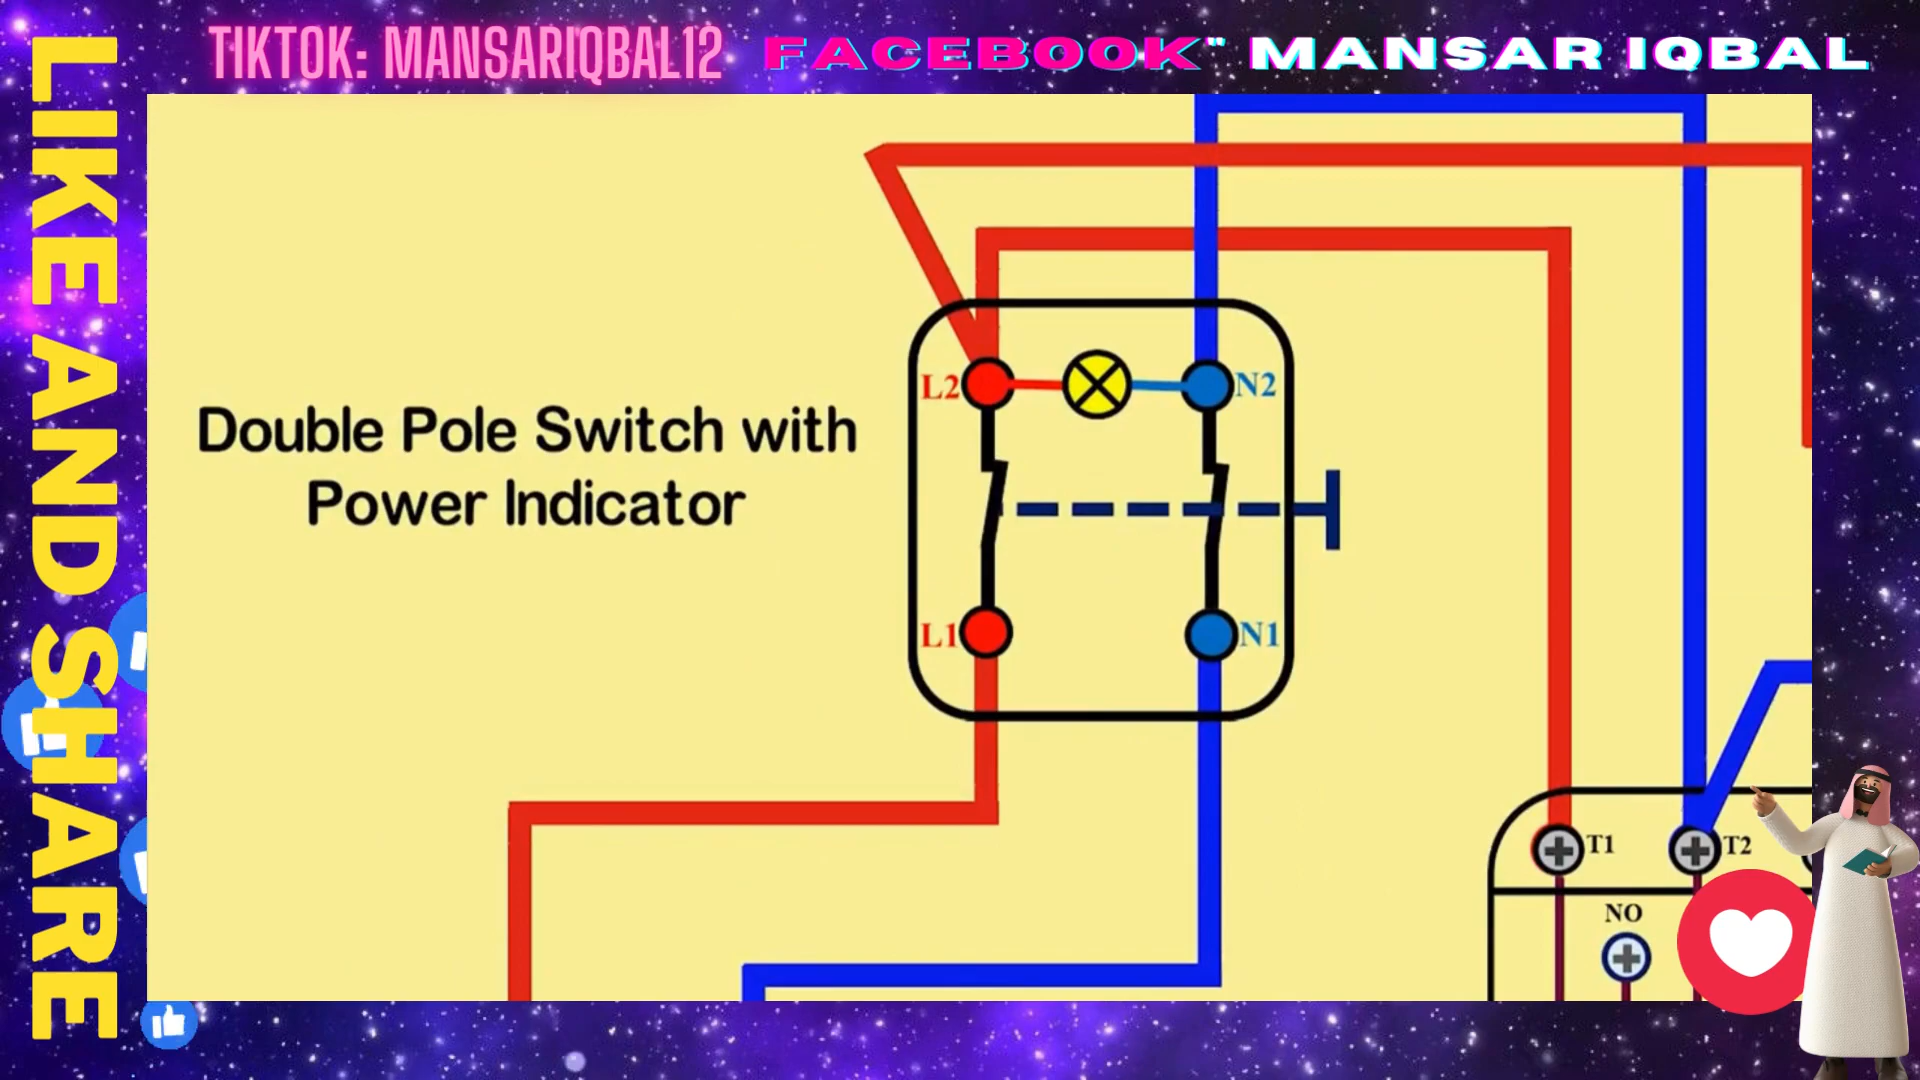 TIKTOK: MANSARIQBAL12
FACEBOOK" MANSAR IQBAL
LIKE AND SHARE
Double Pole Switch with
Power Indicator
L2
N2
L1
N1
T1
T2
NO